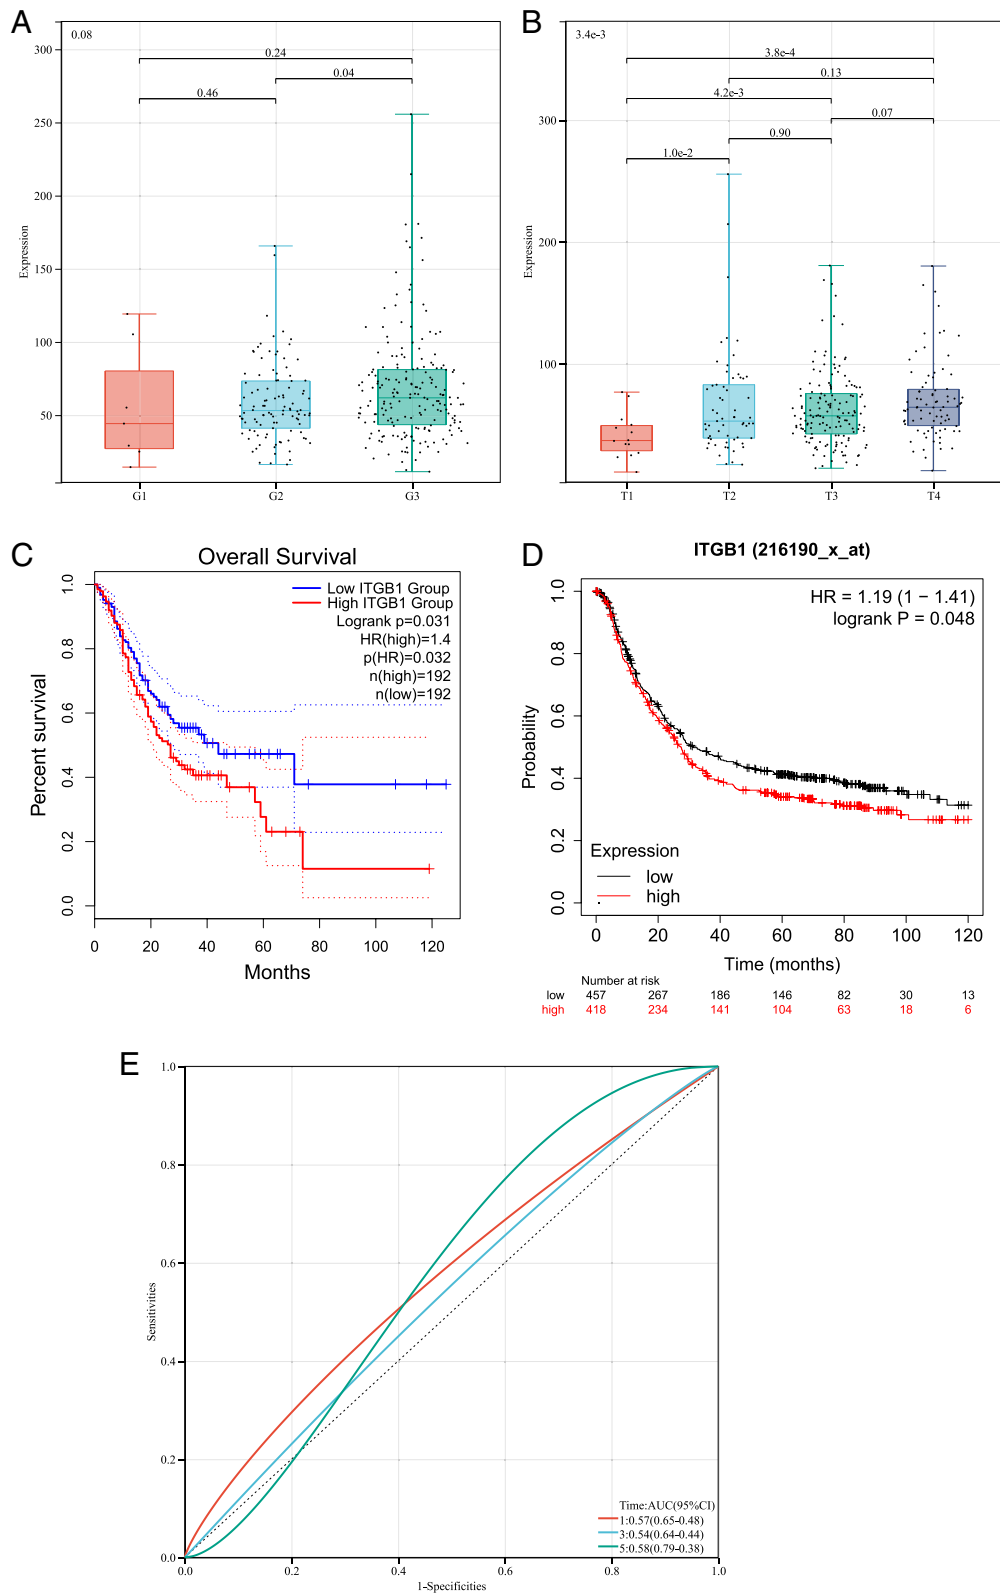 A
0.08
0.24
0.04
0.46
300
250
200
150
100
50
Expression
G1 G2 G3
B
3.4e-3
3.8e-4
0.13
4.2e-3
0.07
0.90
1.0e-2
300
200
100
Expression
T1 T2 T3 T4
C
Overall Survival
Low ITGB1 Group
High ITGB1 Group
Logrank p=0.031
HR(high)=1.4
p(HR)=0.032
n(high)=192
n(low)=192
1.0
0.8
0.6
0.4
0.2
0.0
Percent survival
0 20 40 60 80 100 120
Months
D
ITGB1 (216190_x_at)
HR = 1.19 (1 − 1.41)
logrank P = 0.048
1.0
0.8
0.6
0.4
0.2
0.0
Probability
Expression
low
high
0 20 40 60 80 100 120
Time (months)
Number at risk
low 457 267 186 146 82 30 13
high 418 234 141 104 63 18 6
E
1.0
0.8
0.6
0.4
0.2
0.0
Sensitivities
Time:AUC(95%CI)
1:0.57(0.65-0.48)
3:0.54(0.64-0.44)
5:0.58(0.79-0.38)
0.0 0.2 0.4 0.6 0.8 1.0
1-Specificities